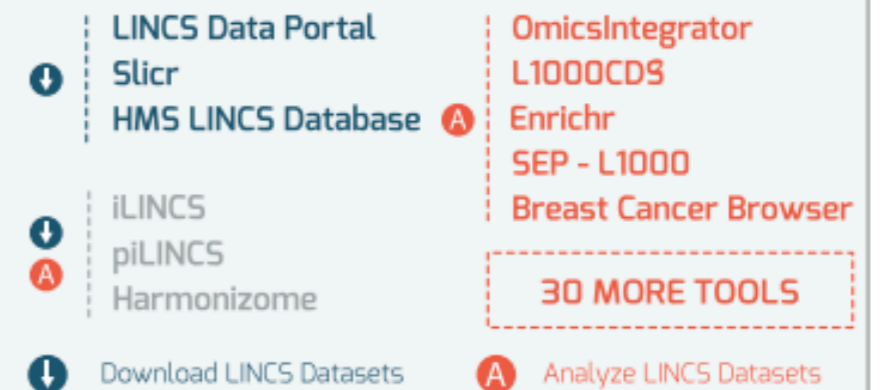 LINCS Data Portal
Slicr
HMS LINCS Database
iLINCS
piLINCS
Harmonizome
A
A
OmicsIntegrator
L1000CDS
Enrichr
SEP - L1000
Breast Cancer Browser
30 MORE TOOLS
Download LINCS Datasets
A Analyze LINCS Datasets